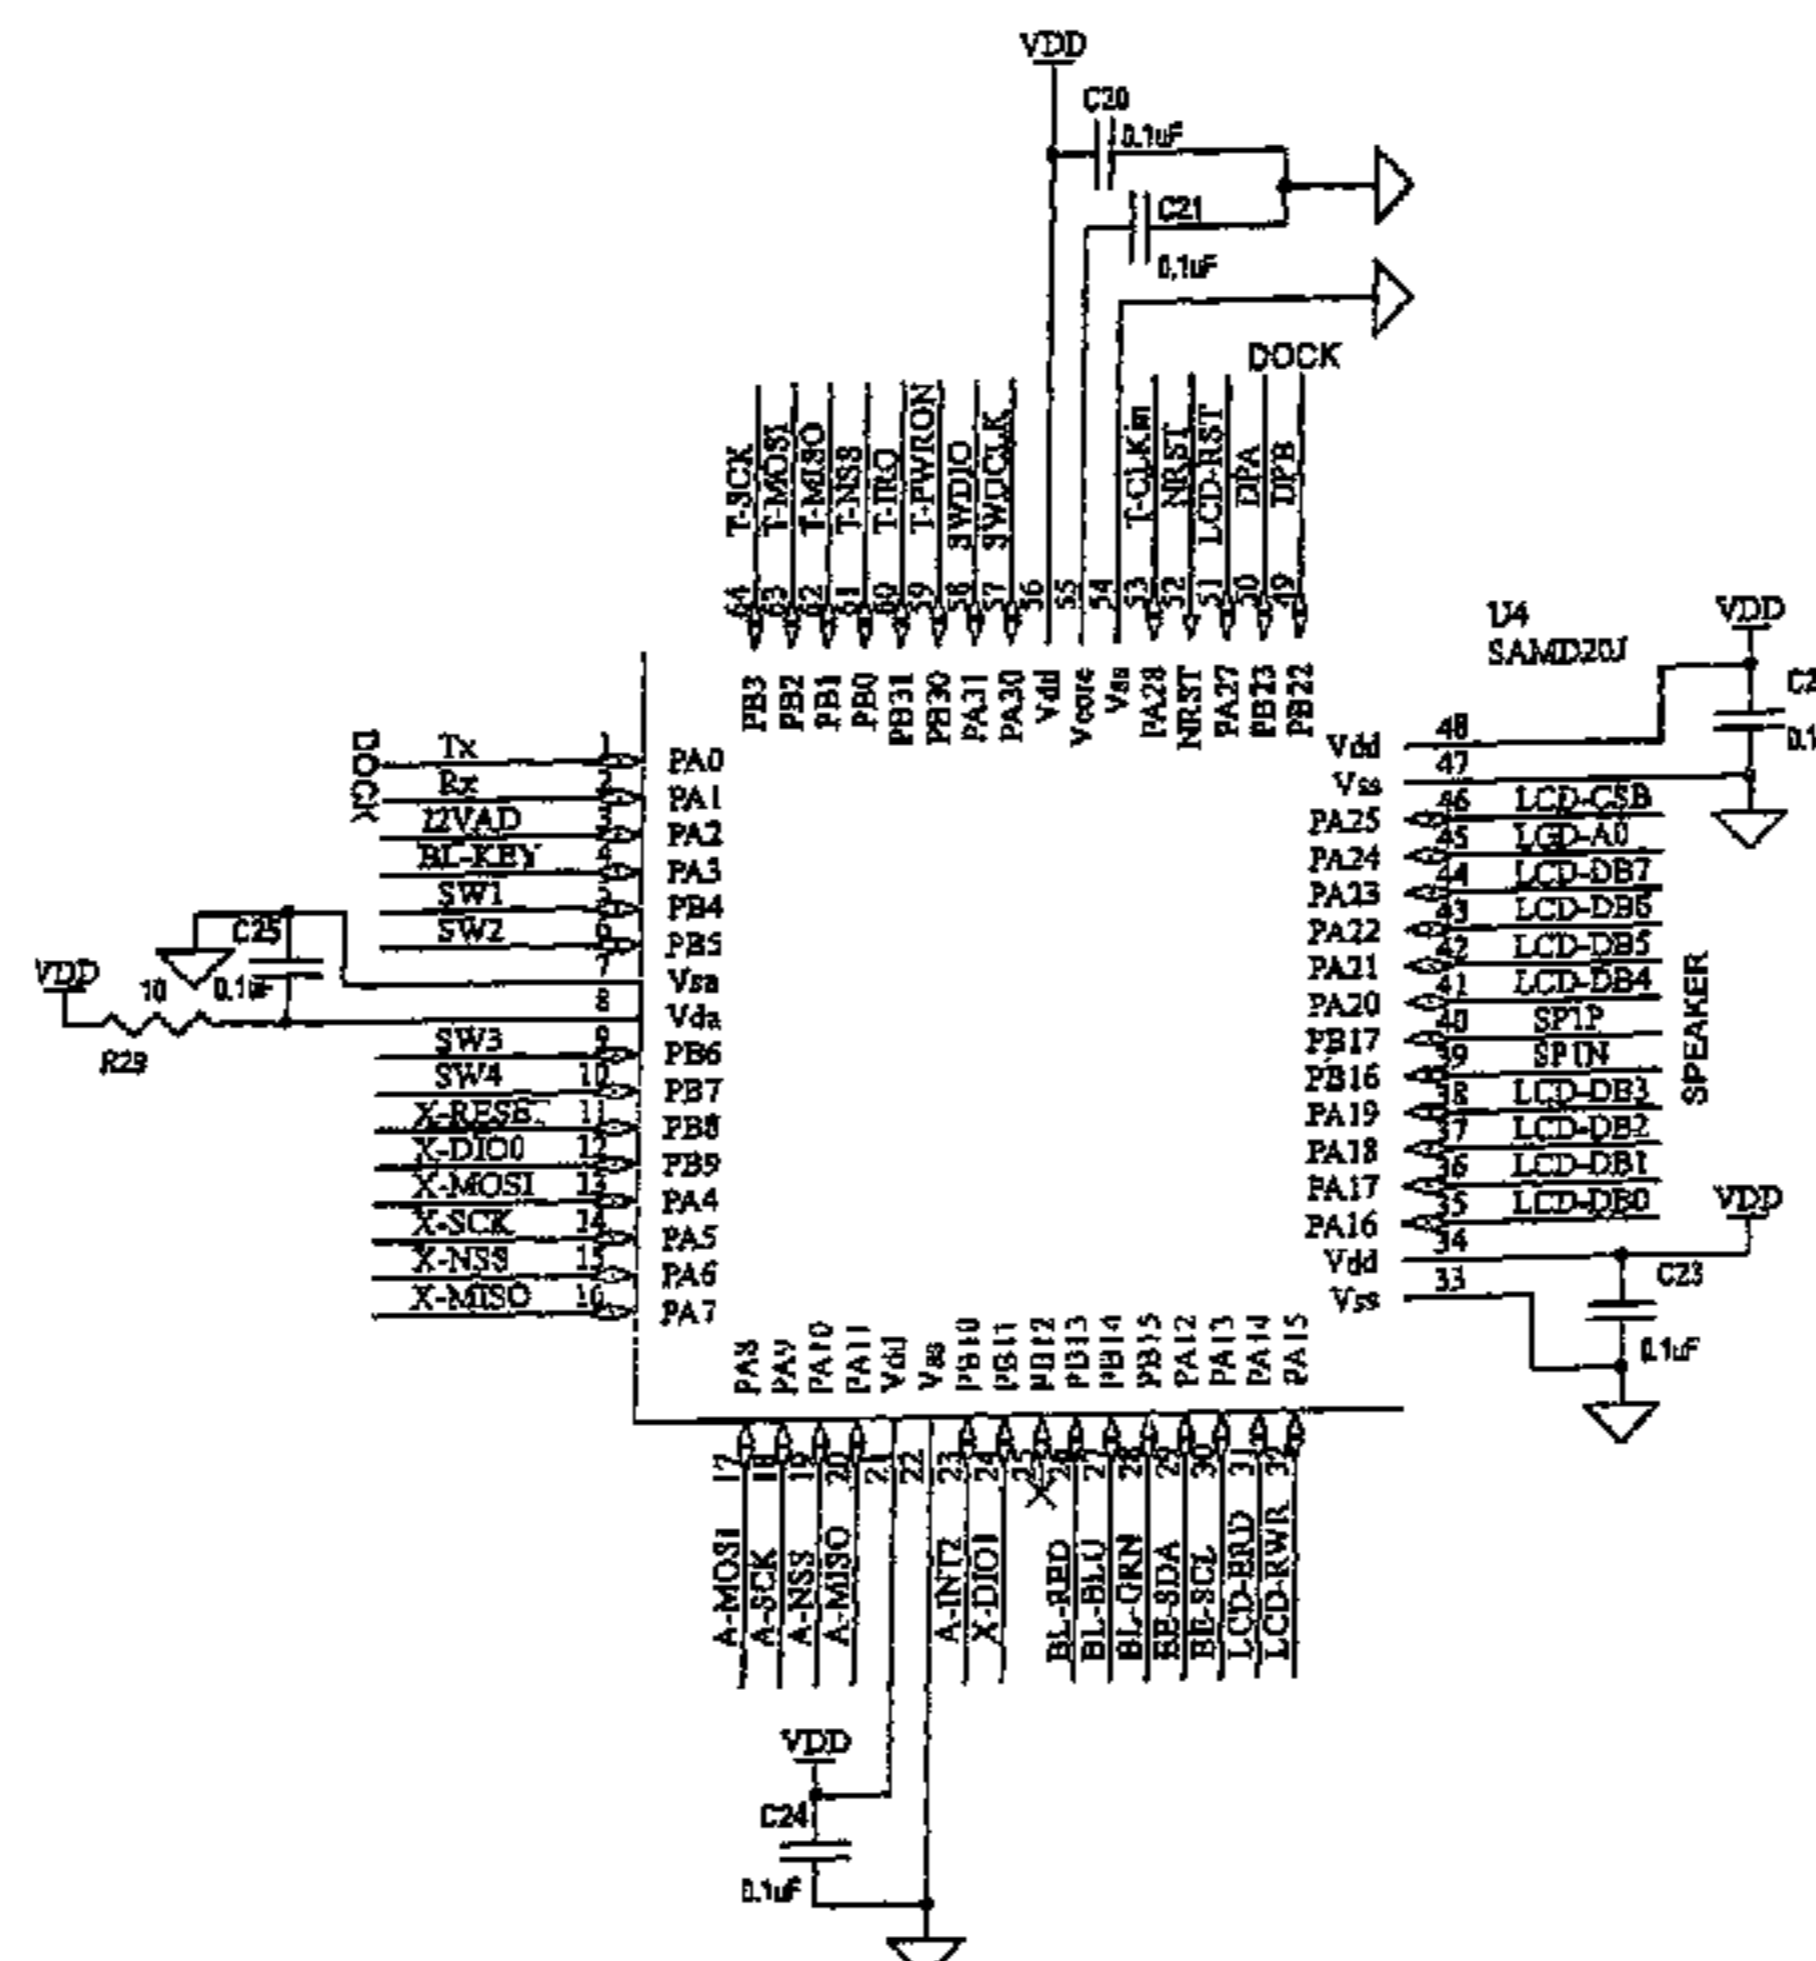 VDD
C20
0.1uF
C21
0.1uF
DOCK
T-SCK
T-MOSI
T-MISO
T-NSS
T-IRQ
T-PWRON
SWDIO
SWDCLK
T-CLKin
NRST
LCD-RST
DPA
DPB
64
63
62
61
60
59
58
57
56
55
54
53
52
51
50
49
PB3
PB2
PB1
PB0
PB31
PB30
PA31
PA30
Vdd
Vcore
Vss
PA28
NRST
PA27
PB23
PB22
U4
SAMD20J
VDD
DOCK
Tx 1 PA0
Rx 2 PA1
12VAD 3 PA2
BL-KEY 4 PA3
SW1 5 PB4
SW2 6 PB5
7 Vsa
8 Vda
SW3 9 PB6
SW4 10 PB7
X-RESET 11 PB8
X-DIO0 12 PB9
X-MOSI 13 PA4
X-SCK 14 PA5
X-NSS 15 PA6
X-MISO 16 PA7
VDD
10
R29
C25
0.1uF
Vdd 48
Vss 47
PA25 46 LCD-CSB
PA24 45 LCD-A0
PA23 44 LCD-DB7
PA22 43 LCD-DB6
PA21 42 LCD-DB5
PA20 41 LCD-DB4
PB17 40 SP1P
PB16 39 SP1N
PA19 38 LCD-DB3
PA18 37 LCD-DB2
PA17 36 LCD-DB1
PA16 35 LCD-DB0
Vdd 34
Vss 33
SPEAKER
VDD
C23
0.1uF
PA8
PA9
PA10
PA11
Vdd
Vss
PB10
PB11
PB12
PB13
PB14
PB15
PA12
PA13
PA14
PA15
17
18
19
20
21
22
23
24
25
26
27
28
29
30
31
32
A-MOSI
A-SCK
A-NSS
A-MISO
A-INT2
X-DIO1
BL-RED
BL-BLU
BL-GRN
EE-SDA
EE-SCL
LCD-ERD
LCD-RWR
VDD
C24
0.1uF